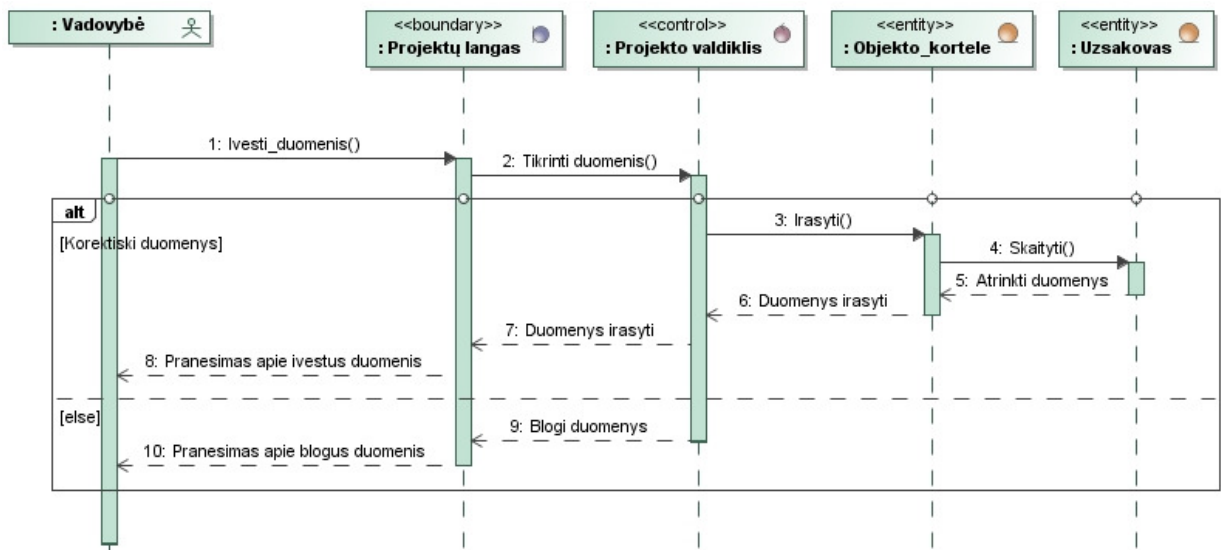 : Vadovybė
<<boundary>>
: Projektų langas
<<control>>
: Projekto valdiklis
<<entity>>
: Objekto_kortele
<<entity>>
: Uzsakovas
1: Ivesti_duomenis()
2: Tikrinti duomenis()
alt
[Korektiski duomenys]
3: Irasyti()
4: Skaityti()
5: Atrinkti duomenys
6: Duomenys irasyti
7: Duomenys irasyti
8: Pranesimas apie ivestus duomenis
[else]
9: Blogi duomenys
10: Pranesimas apie blogus duomenis